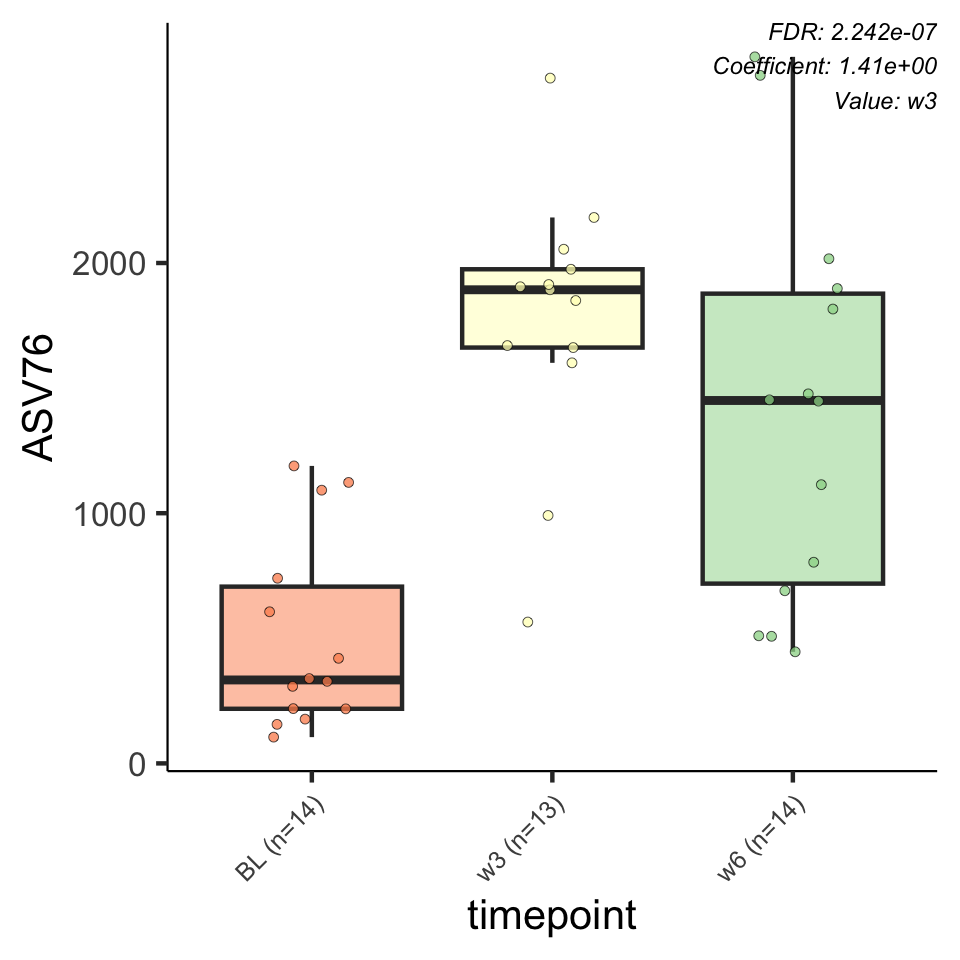 FDR: 2.242e-07
Coefficient: 1.41e+00
Value: w3
2000
1000
0
ASV76
BL (n=14)
w3 (n=13)
w6 (n=14)
timepoint